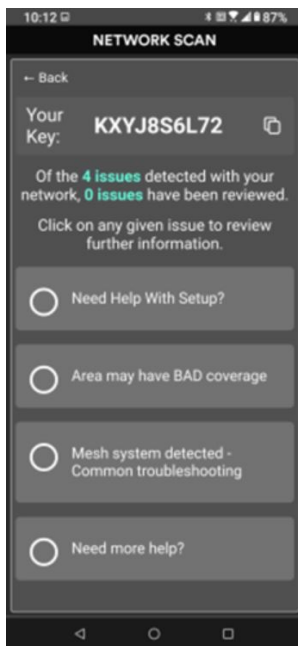 10:12
87%
NETWORK SCAN
← Back
Your
Key:
KXYJ8S6L72
Of the 4 issues detected with your
network, 0 issues have been reviewed.
Click on any given issue to review
further information.
Need Help With Setup?
Area may have BAD coverage
Mesh system detected -
Common troubleshooting
Need more help?